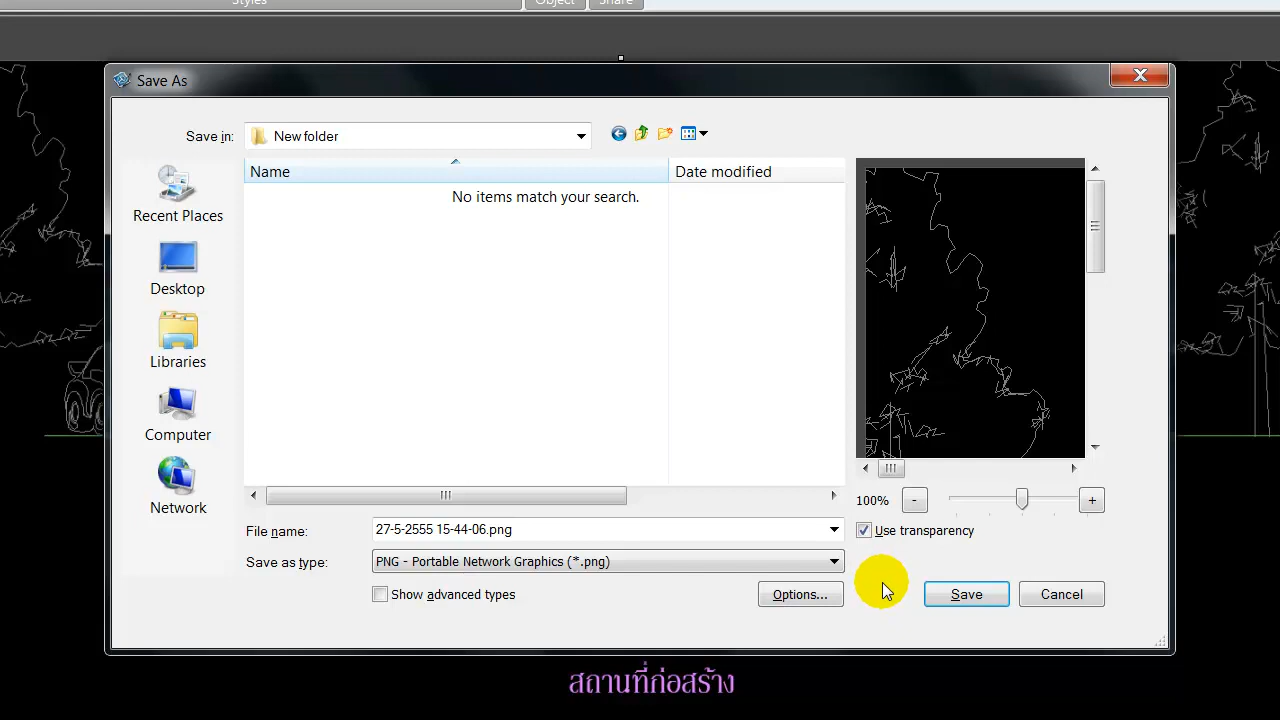 Styles
Object
Share
Save As
Save in:
New folder
Name
Date modified
No items match your search.
Recent Places
Desktop
Libraries
Computer
Network
100%
-
+
File name:
27-5-2555 15-44-06.png
Use transparency
Save as type:
PNG - Portable Network Graphics (*.png)
Show advanced types
Options...
Save
Cancel
สถานที่ก่อสร้าง